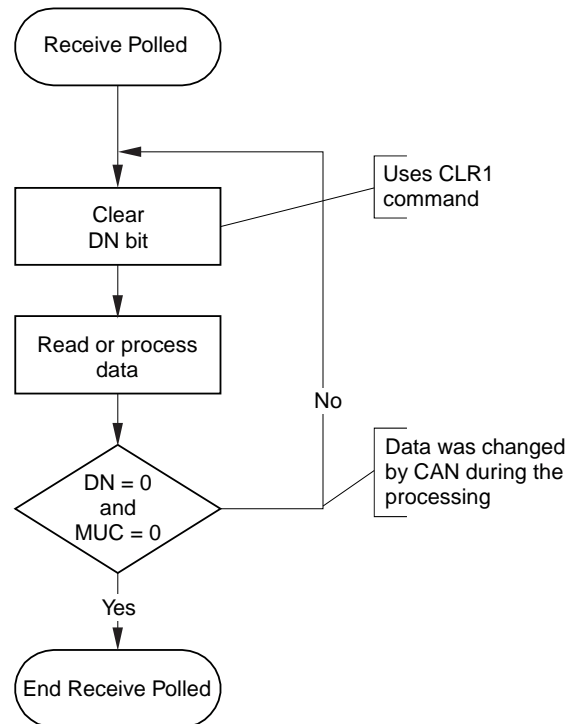 Receive Polled
Uses CLR1
command
Clear
DN bit
Read or process
data
No
Data was changed
by CAN during the
processing
DN = 0
and
MUC = 0
Yes
End Receive Polled